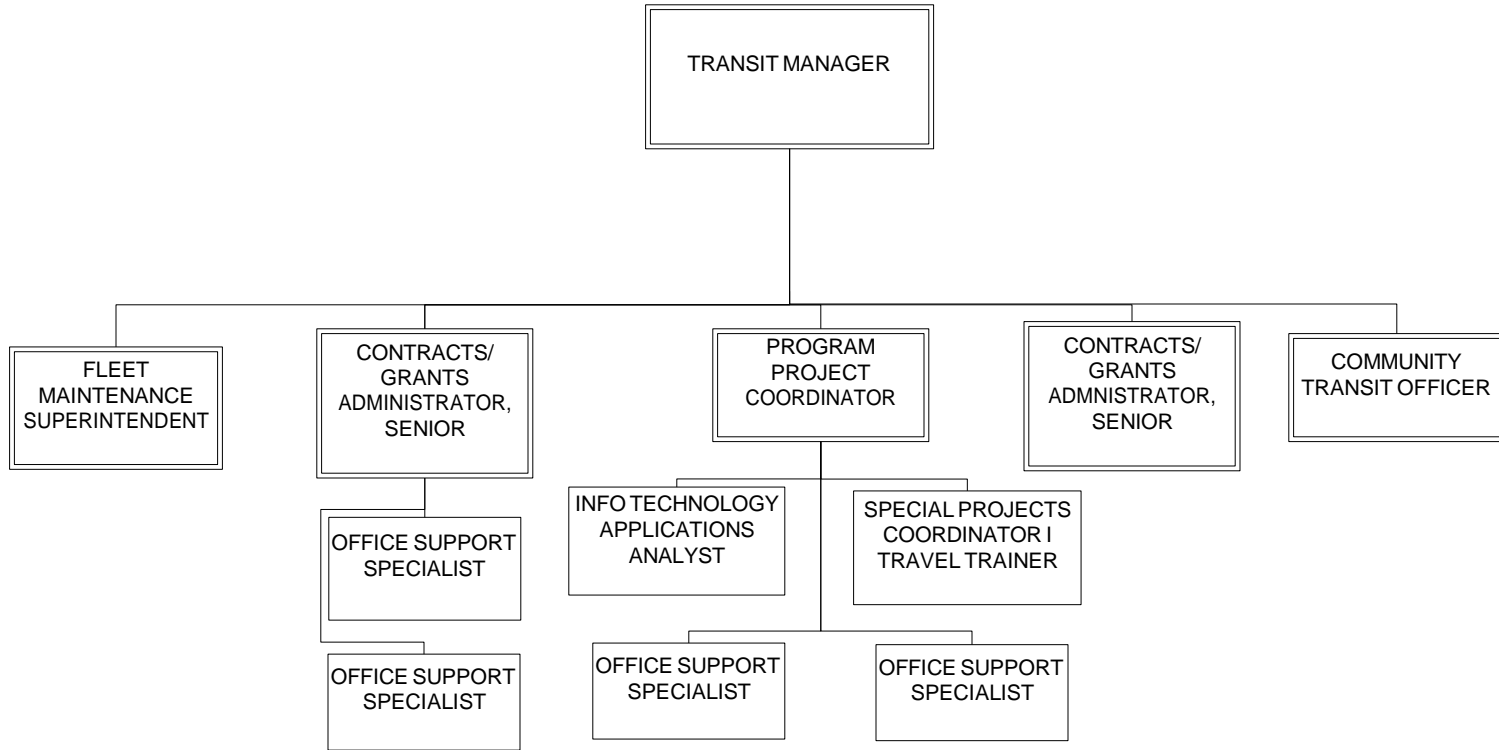 TRANSIT MANAGER
FLEET
MAINTENANCE
SUPERINTENDENT
CONTRACTS/
GRANTS
ADMINISTRATOR,
SENIOR
PROGRAM
PROJECT
COORDINATOR
CONTRACTS/
GRANTS
ADMNISTRATOR,
SENIOR
COMMUNITY
TRANSIT OFFICER
OFFICE SUPPORT
SPECIALIST
INFO TECHNOLOGY
APPLICATIONS
ANALYST
SPECIAL PROJECTS
COORDINATOR I
TRAVEL TRAINER
OFFICE SUPPORT
SPECIALIST
OFFICE SUPPORT
SPECIALIST
OFFICE SUPPORT
SPECIALIST